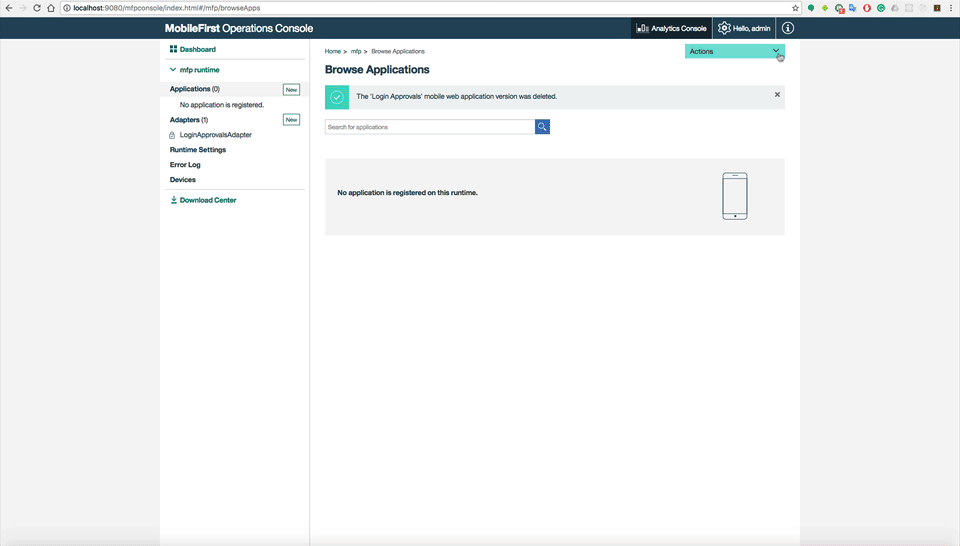 localhost:9080/mfpconsole/index.html#/mfp/browseApps
MobileFirst Operations Console
Analytics Console
Hello, admin
Dashboard
mfp runtime
Applications (0)
New
No application is registered.
Adapters (1)
New
LoginApprovalsAdapter
Runtime Settings
Error Log
Devices
Download Center
Home > mfp > Browse Applications
Actions
Browse Applications
The 'Login Approvals' mobile web application version was deleted.
Search for applications
No application is registered on this runtime.